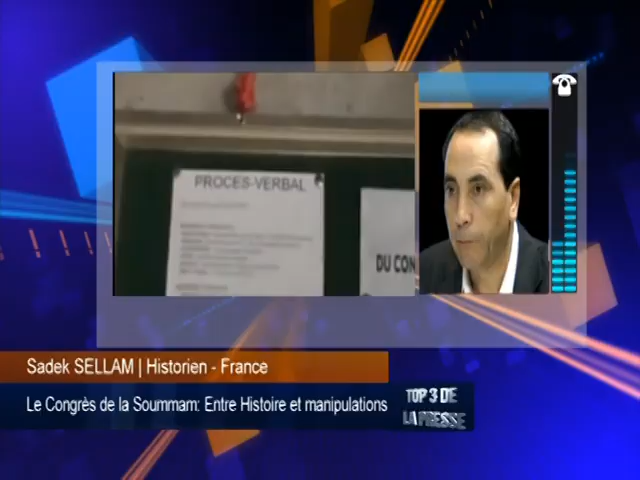 PROCES-VERBAL
DU CON
Sadek SELLAM | Historien - France
Le Congrès de la Soummam: Entre Histoire et manipulations
TOP 3 DE
LA PRESSE